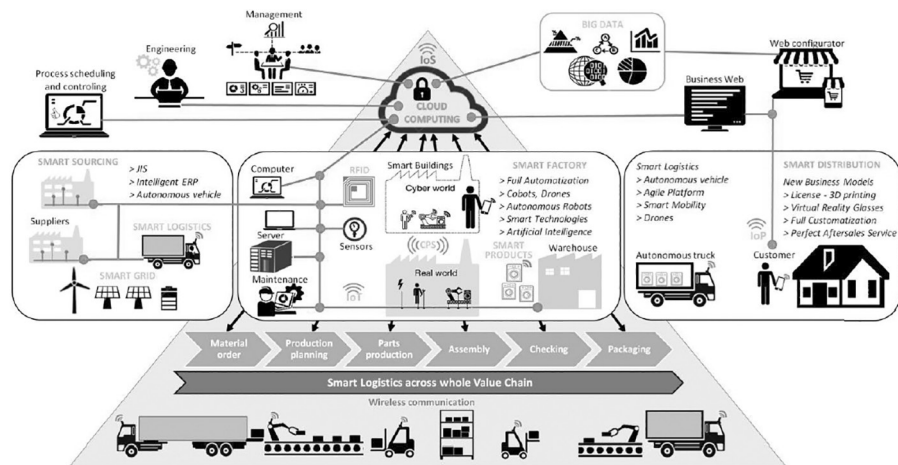 Management
Engineering
Process scheduling
and controling
IoS
CLOUD
COMPUTING
BIG DATA
Web configurator
Business Web
SMART SOURCING
> JIS
> Intelligent ERP
> Autonomous vehicle
Suppliers
SMART LOGISTICS
SMART GRID
Computer
Server
Maintenance
RFID
Sensors
IoT
Smart Buildings
Cyber world
CPS
Real world
SMART FACTORY
> Full Automatization
> Cobots, Drones
> Autonomous Robots
> Smart Technologies
> Artificial Intelligence
SMART
PRODUCTS
Warehouse
Smart Logistics
> Autonomous vehicle
> Agile Platform
> Smart Mobility
> Drones
Autonomous truck
SMART DISTRIBUTION
New Business Models
> License - 3D printing
> Virtual Reality Glasses
> Full Customatization
> Perfect Aftersales Service
IoP
Customer
Material
order
Production
planning
Parts
production
Assembly
Checking
Packaging
Smart Logistics across whole Value Chain
Wireless communication